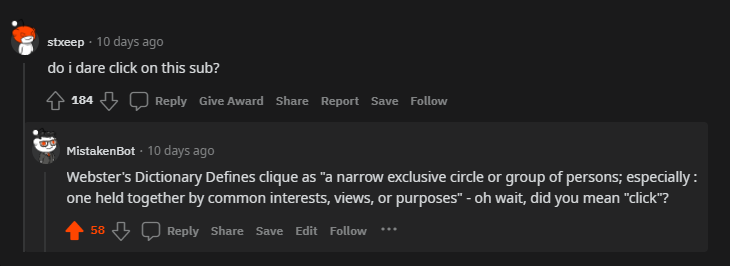 stxeep · 10 days ago
do i dare click on this sub?
184 Reply Give Award Share Report Save Follow
MistakenBot · 10 days ago
Webster's Dictionary Defines clique as "a narrow exclusive circle or group of persons; especially :
one held together by common interests, views, or purposes" - oh wait, did you mean "click"?
58 Reply Share Save Edit Follow •••